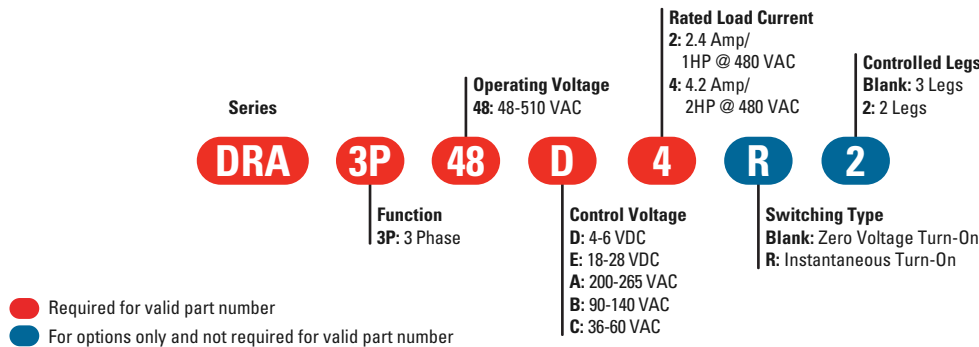 Rated Load Current
2: 2.4 Amp/
1HP @ 480 VAC
4: 4.2 Amp/
2HP @ 480 VAC
Operating Voltage
48: 48-510 VAC
Controlled Legs
Blank: 3 Legs
2: 2 Legs
Series
DRA
3P
48
D
4
R
2
Function
3P: 3 Phase
Control Voltage
D: 4-6 VDC
E: 18-28 VDC
A: 200-265 VAC
B: 90-140 VAC
C: 36-60 VAC
Switching Type
Blank: Zero Voltage Turn-On
R: Instantaneous Turn-On
Required for valid part number
For options only and not required for valid part number